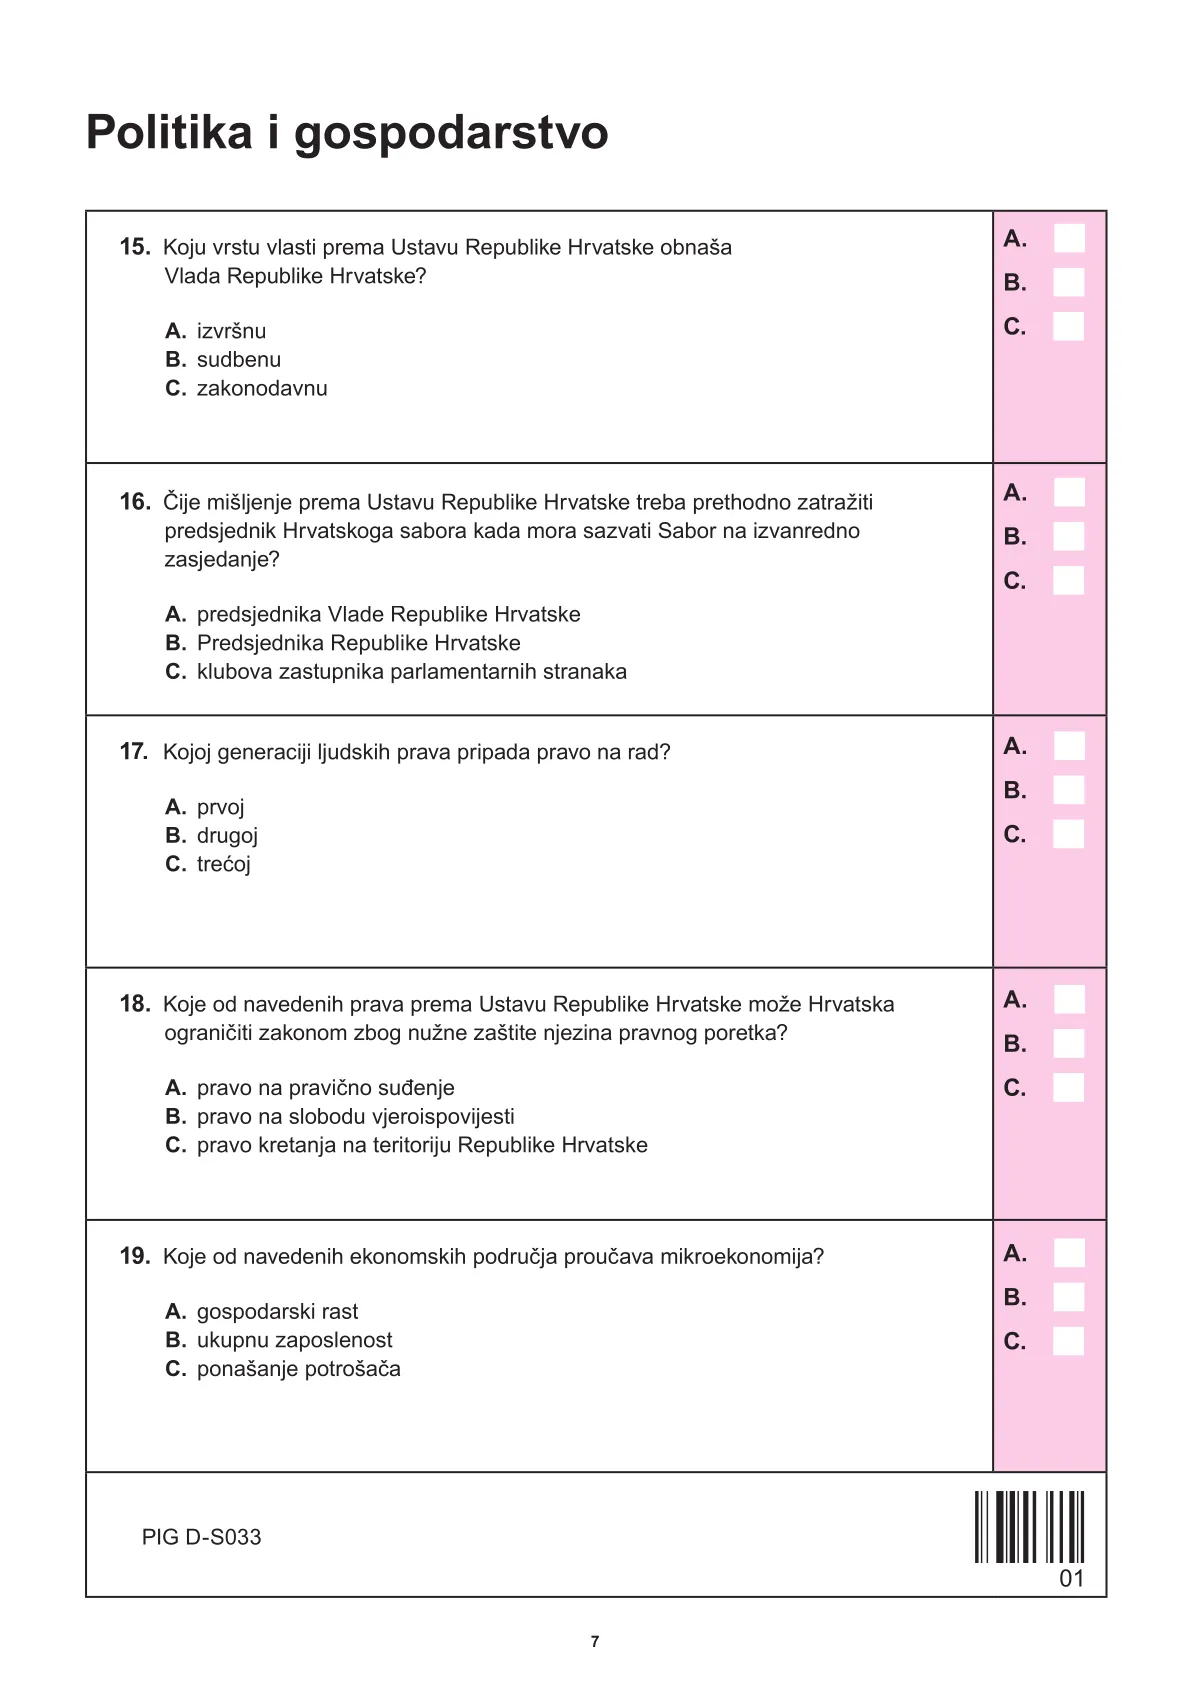 Politika i gospodarstvo
15. Koju vrstu vlasti prema Ustavu Republike Hrvatske obnaša
Vlada Republike Hrvatske?
A. izvršnu
B. sudbenu
C. zakonodavnu
A.
B.
C.
16. Čije mišljenje prema Ustavu Republike Hrvatske treba prethodno zatražiti
predsjednik Hrvatskoga sabora kada mora sazvati Sabor na izvanredno
zasjedanje?
A. predsjednika Vlade Republike Hrvatske
B. Predsjednika Republike Hrvatske
C. klubova zastupnika parlamentarnih stranaka
A.
B.
C.
17. Kojoj generaciji ljudskih prava pripada pravo na rad?
A. prvoj
B. drugoj
C. trećoj
A.
B.
C.
18. Koje od navedenih prava prema Ustavu Republike Hrvatske može Hrvatska
ograničiti zakonom zbog nužne zaštite njezina pravnog poretka?
A. pravo na pravično suđenje
B. pravo na slobodu vjeroispovijesti
C. pravo kretanja na teritoriju Republike Hrvatske
A.
B.
C.
19. Koje od navedenih ekonomskih područja proučava mikroekonomija?
A. gospodarski rast
B. ukupnu zaposlenost
C. ponašanje potrošača
A.
B.
C.
PIG D-S033
01
7